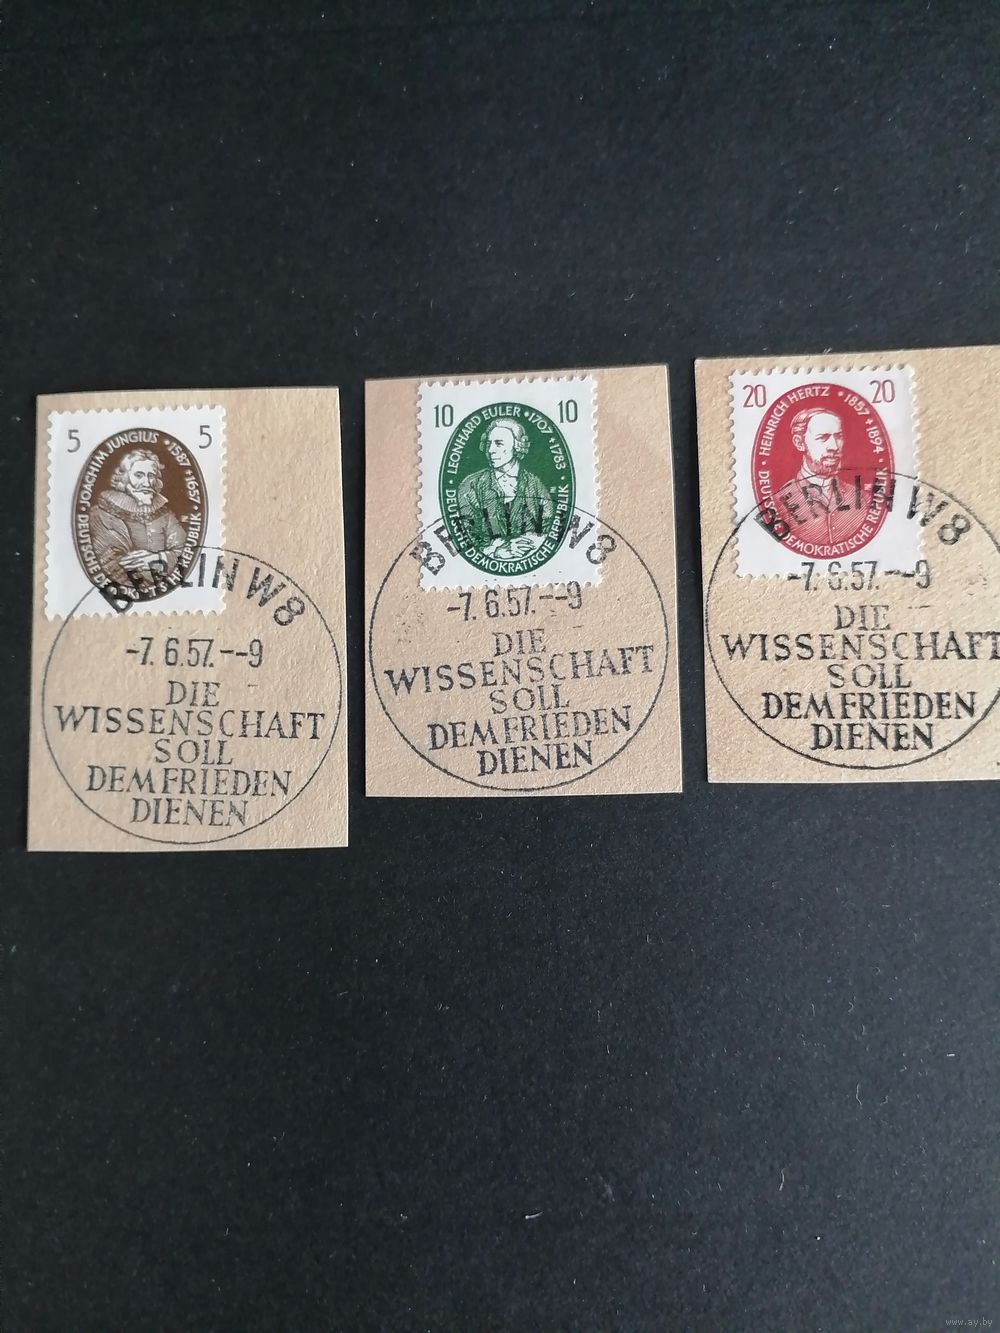 5 5
JOACHIM JUNGIUS • 1587 + 1657 •
DEUTSCHE REPUBLIK
BERLIN W8
-7.6.57.--9
DIE
WISSENSCHAFT
SOLL
DEM FRIEDEN
DIENEN
10 10
LEONHARD EULER • 1707 + 1783 •
DEUTSCHE DEMOKRATISCHE REPUBLIK
BERLIN W8
-7.6.57.--9
DIE
WISSENSCHAFT
SOLL
DEM FRIEDEN
DIENEN
20 20
HEINRICH HERTZ • 1857 + 1894 •
DEUTSCHE DEMOKRATISCHE REPUBLIK
BERLIN W8
-7.6.57.--9
DIE
WISSENSCHAFT
SOLL
DEM FRIEDEN
DIENEN
www.ay.by